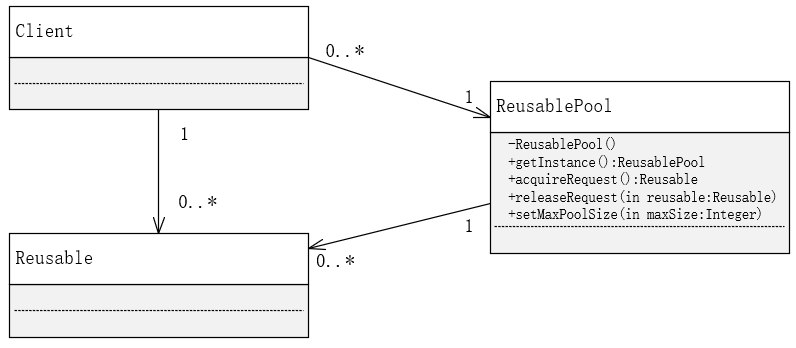 Client
0..*
1
ReusablePool
-ReusablePool()
+getInstance():ReusablePool
+acquireRequest():Reusable
+releaseRequest(in reusable:Reusable)
+setMaxPoolSize(in maxSize:Integer)
1
0..*
1
0..*
Reusable